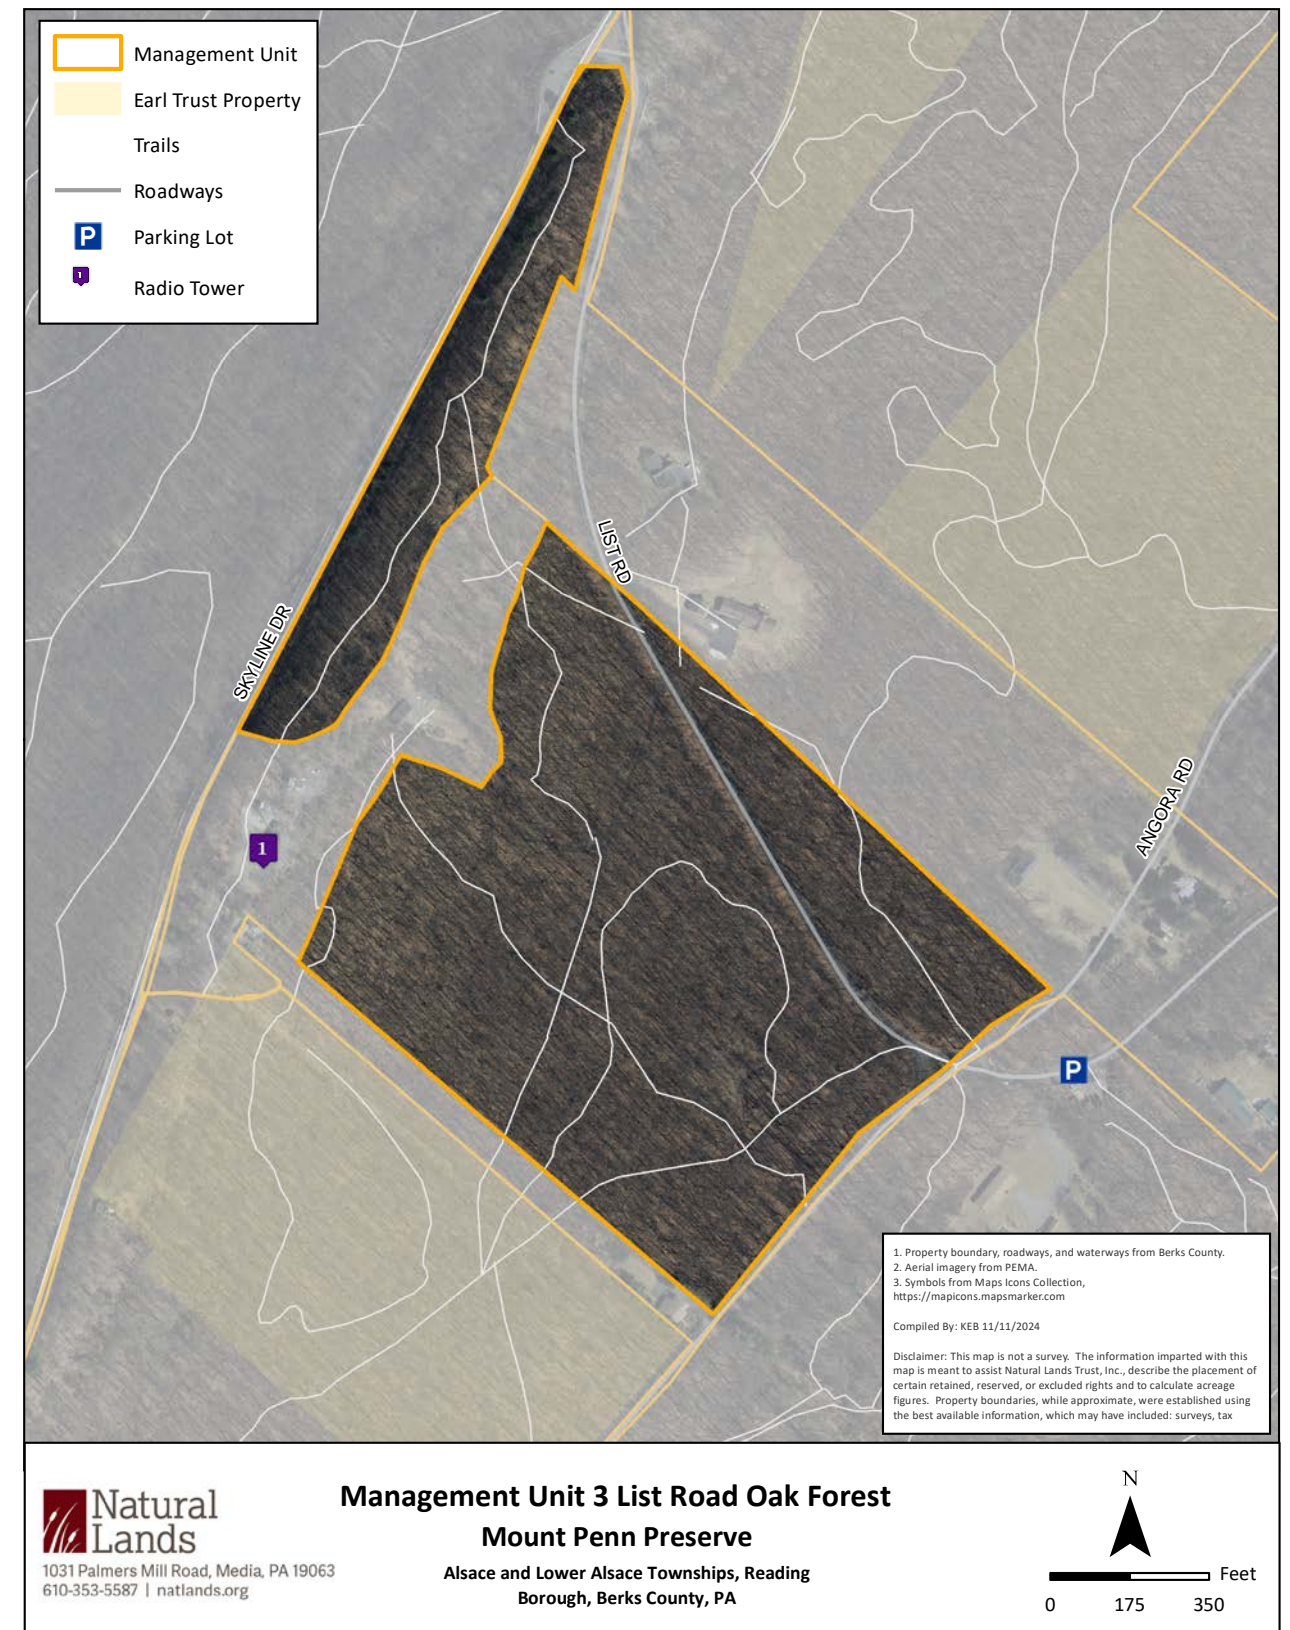 Management Unit
Earl Trust Property
Trails
Roadways
P Parking Lot
1 Radio Tower
LIST RD
SKYLINE DR
ANGORA RD
1
P
1. Property boundary, roadways, and waterways from Berks County.
2. Aerial imagery from PEMA.
3. Symbols from Maps Icons Collection,
https://mapicons.mapsmarker.com
Compiled By: KEB 11/11/2024
Disclaimer: This map is not a survey. The information imparted with this
map is meant to assist Natural Lands Trust, Inc., describe the placement of
certain retained, reserved, or excluded rights and to calculate acreage
figures. Property boundaries, while approximate, were established using
the best available information, which may have included: surveys, tax
Natural
Lands
1031 Palmers Mill Road, Media, PA 19063
610-353-5587 | natlands.org
Management Unit 3 List Road Oak Forest
Mount Penn Preserve
Alsace and Lower Alsace Townships, Reading
Borough, Berks County, PA
N
Feet
0 175 350